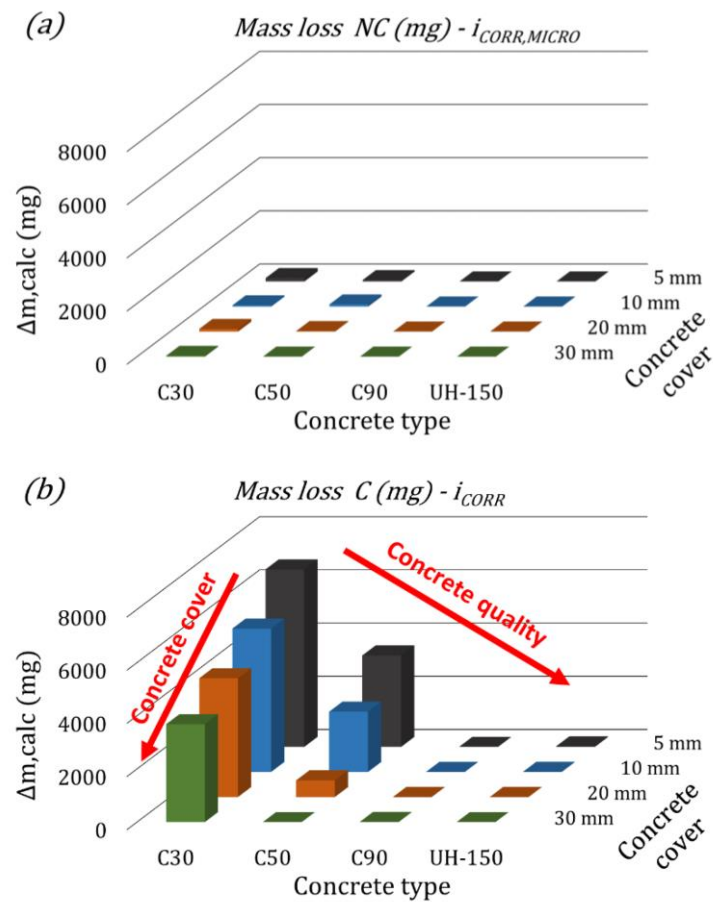 (a)
Mass loss NC (mg) - iCORR,MICRO
8000
6000
4000
2000
0
Δm,calc (mg)
5 mm
10 mm
20 mm
30 mm
Concrete cover
C30 C50 C90 UH-150
Concrete type
(b)
Mass loss C (mg) - iCORR
Concrete cover
Concrete quality
8000
6000
4000
2000
0
Δm,calc (mg)
5 mm
10 mm
20 mm
30 mm
Concrete cover
C30 C50 C90 UH-150
Concrete type